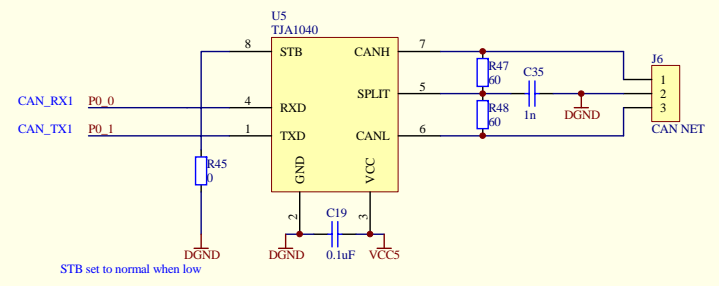 U5
TJA1040
8 STB CANH 7
J6
R47
60
C35
1
CAN_RX1 P0_0 4 RXD SPLIT 5
2
1n
DGND
3
CAN_TX1 P0_1 1 TXD CANL 6
R48
60
CAN NET
GND
VCC
R45
0
2
C19
3
DGND
DGND
0.1uF
VCC5
STB set to normal when low